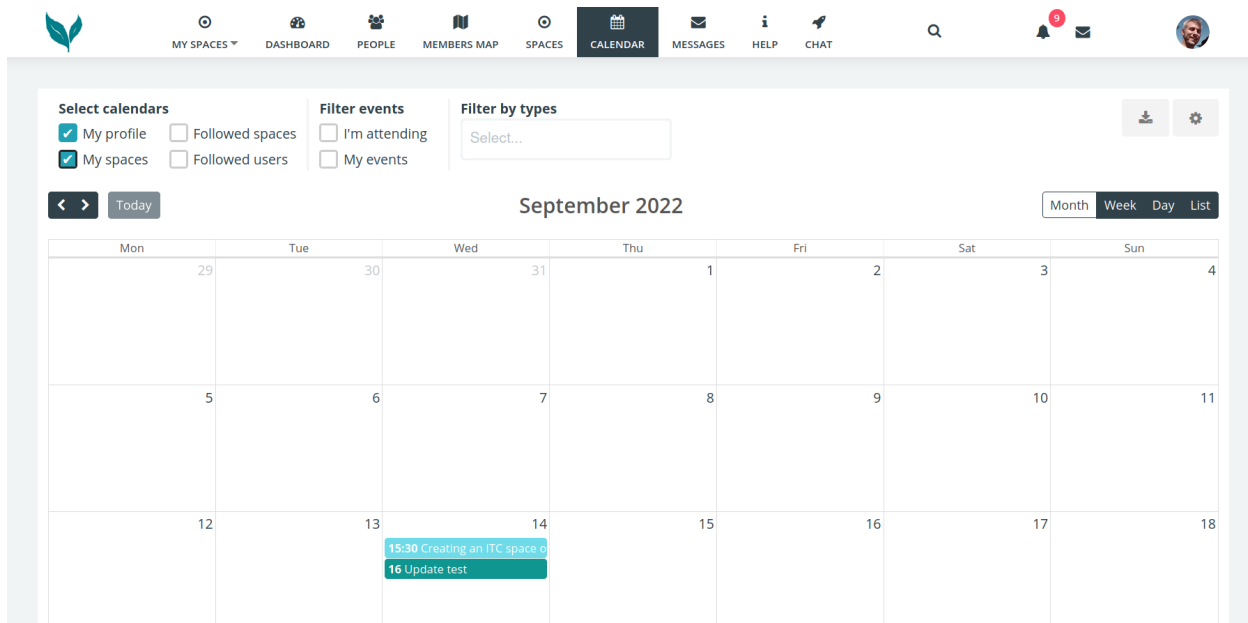 9
MY SPACES DASHBOARD PEOPLE MEMBERS MAP SPACES CALENDAR MESSAGES HELP CHAT
Select calendars Filter events Filter by types
My profile Followed spaces I'm attending Select...
My spaces Followed users My events
Today September 2022 Month Week Day List
Mon Tue Wed Thu Fri Sat Sun
29 30 31 1 2 3 4
5 6 7 8 9 10 11
12 13 14 15 16 17 18
15:30 Creating an ITC space o
16 Update test